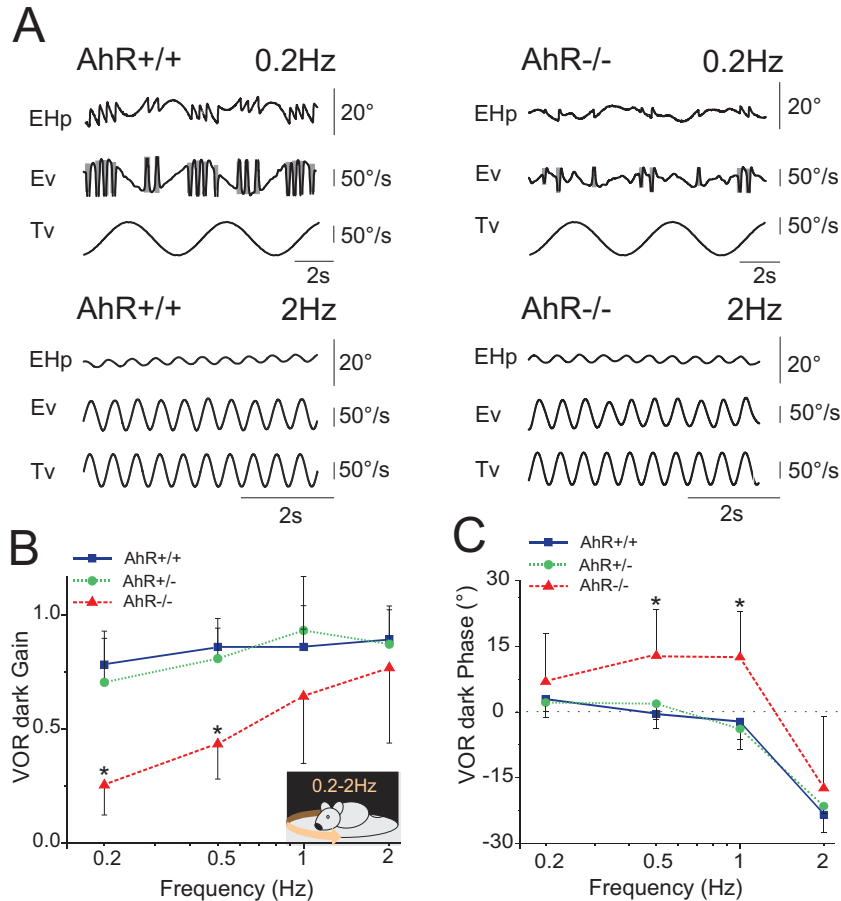 A
AhR+/+ 0.2Hz
EHp 20°
Ev 50°/s
Tv 50°/s
2s
AhR-/- 0.2Hz
EHp 20°
Ev 50°/s
Tv 50°/s
2s
AhR+/+ 2Hz
EHp 20°
Ev 50°/s
Tv 50°/s
2s
AhR-/- 2Hz
EHp 20°
Ev 50°/s
Tv 50°/s
2s
B
AhR+/+
AhR+/-
AhR-/-
VOR dark Gain
1.0
0.5
0.0
* *
0.2-2Hz
0.2 0.5 1 2
Frequency (Hz)
C
AhR+/+
AhR+/-
AhR-/-
VOR dark Phase (°)
30
15
0
-15
-30
* *
0.2 0.5 1 2
Frequency (Hz)